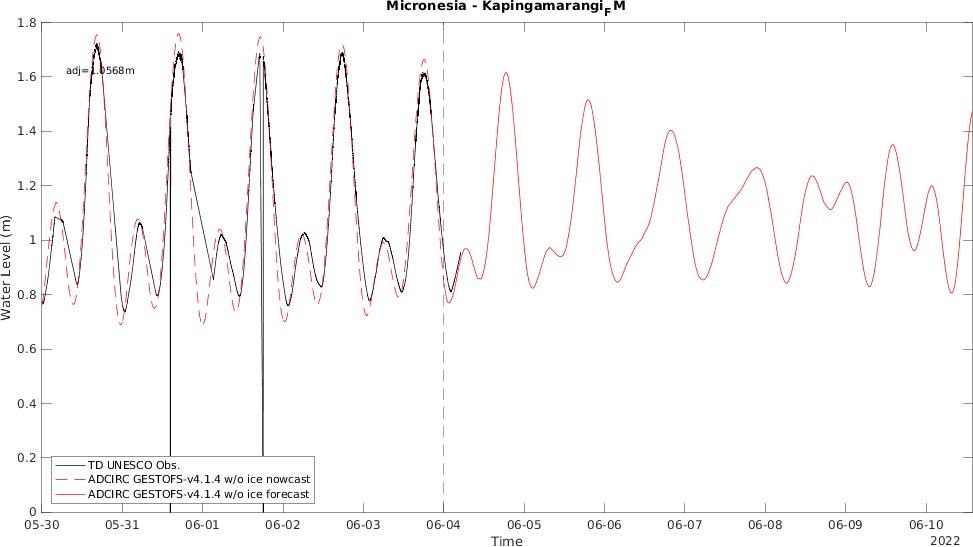 Micronesia - KapingamarangiFM
1.8
1.6
1.4
1.2
1
0.8
0.6
0.4
0.2
0
Water Level (m)
adj=1.0568m
TD UNESCO Obs.
ADCIRC GESTOFS-v4.1.4 w/o ice nowcast
ADCIRC GESTOFS-v4.1.4 w/o ice forecast
05-30 05-31 06-01 06-02 06-03 06-04 06-05 06-06 06-07 06-08 06-09 06-10
Time
2022